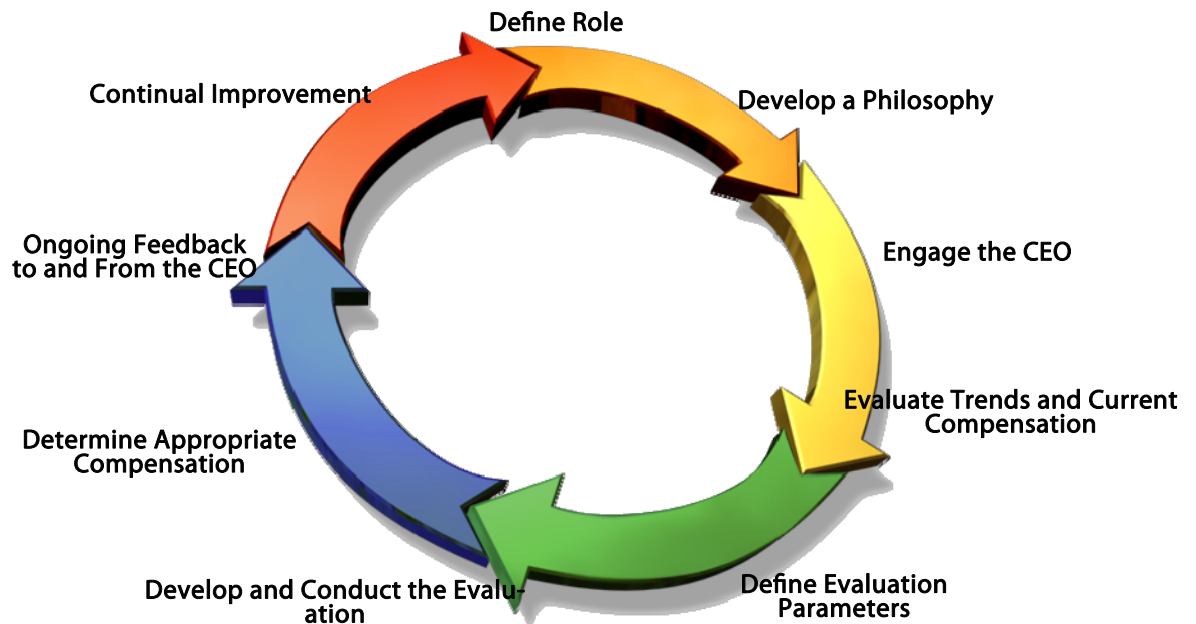 Define Role
Develop a Philosophy
Engage the CEO
Evaluate Trends and Current
Compensation
Define Evaluation
Parameters
Develop and Conduct the Evalu-
ation
Determine Appropriate
Compensation
Ongoing Feedback
to and From the CEO
Continual Improvement